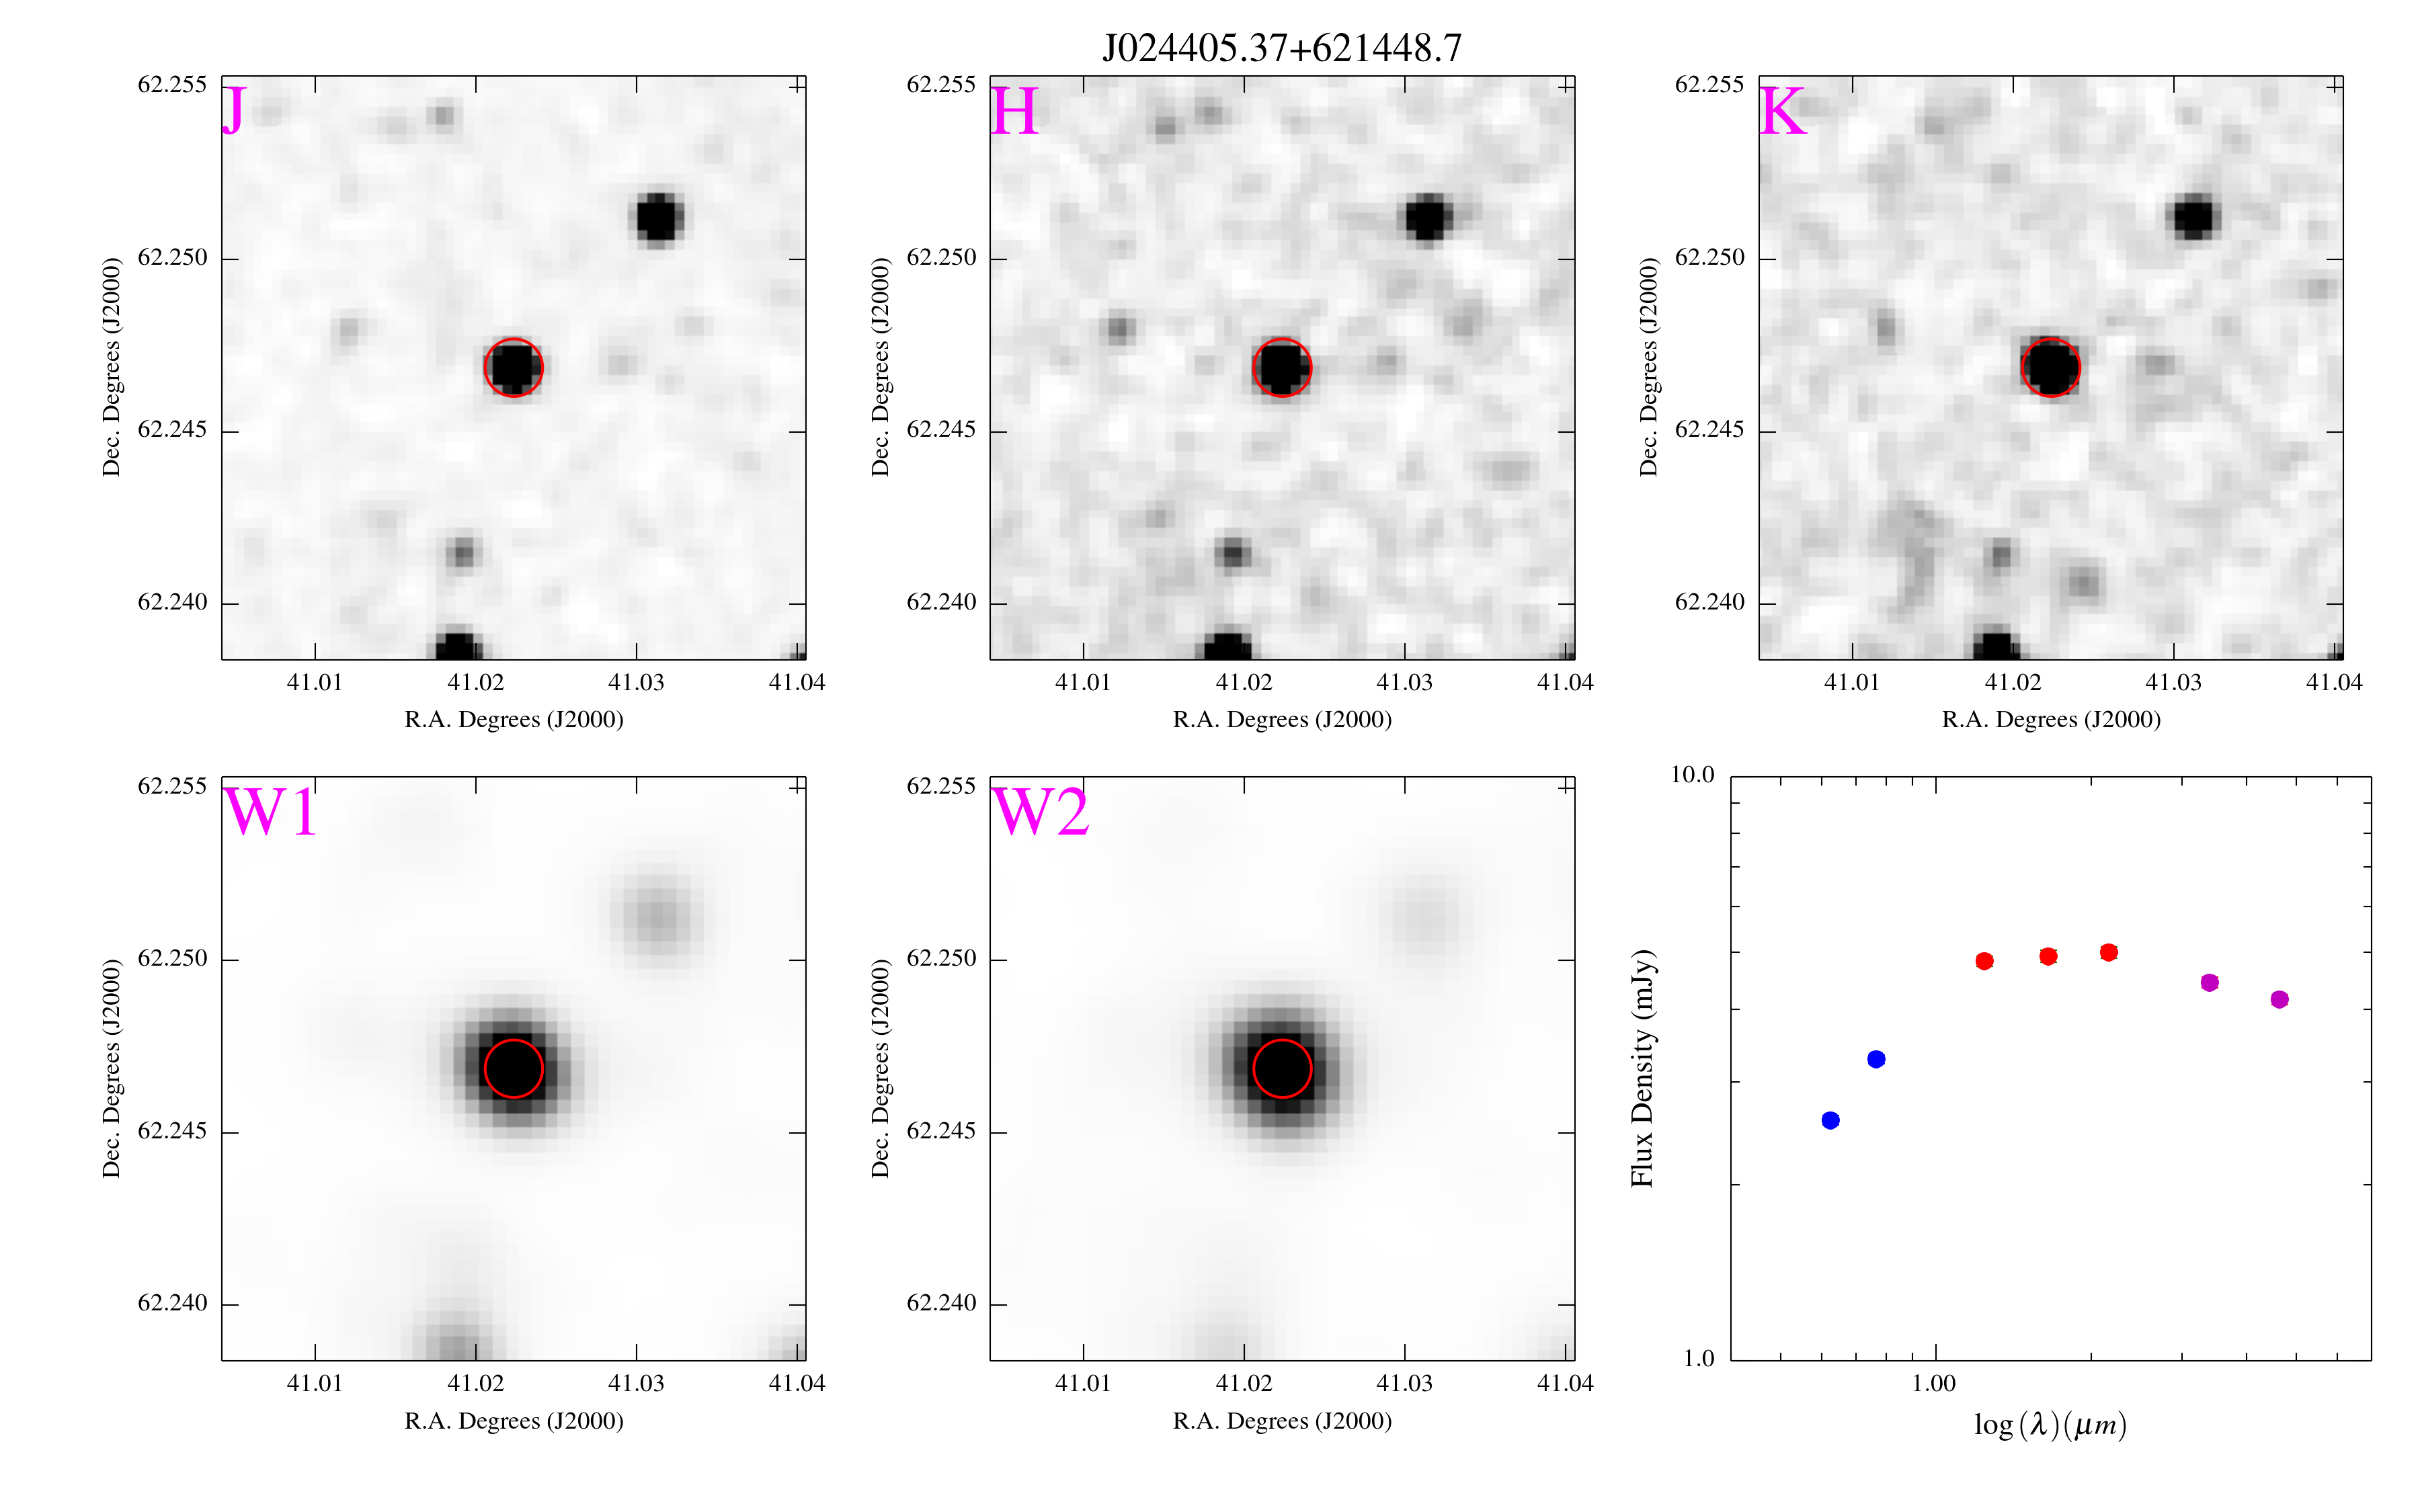 J024405.37+621448.7
J
62.255
62.250
62.245
62.240
Dec. Degrees (J2000)
41.01 41.02 41.03 41.04
R.A. Degrees (J2000)
H
62.255
62.250
62.245
62.240
Dec. Degrees (J2000)
41.01 41.02 41.03 41.04
R.A. Degrees (J2000)
K
62.255
62.250
62.245
62.240
Dec. Degrees (J2000)
41.01 41.02 41.03 41.04
R.A. Degrees (J2000)
W1
62.255
62.250
62.245
62.240
Dec. Degrees (J2000)
41.01 41.02 41.03 41.04
R.A. Degrees (J2000)
W2
62.255
62.250
62.245
62.240
Dec. Degrees (J2000)
41.01 41.02 41.03 41.04
R.A. Degrees (J2000)
10.0
1.0
Flux Density (mJy)
1.00
log (λ)(μm)